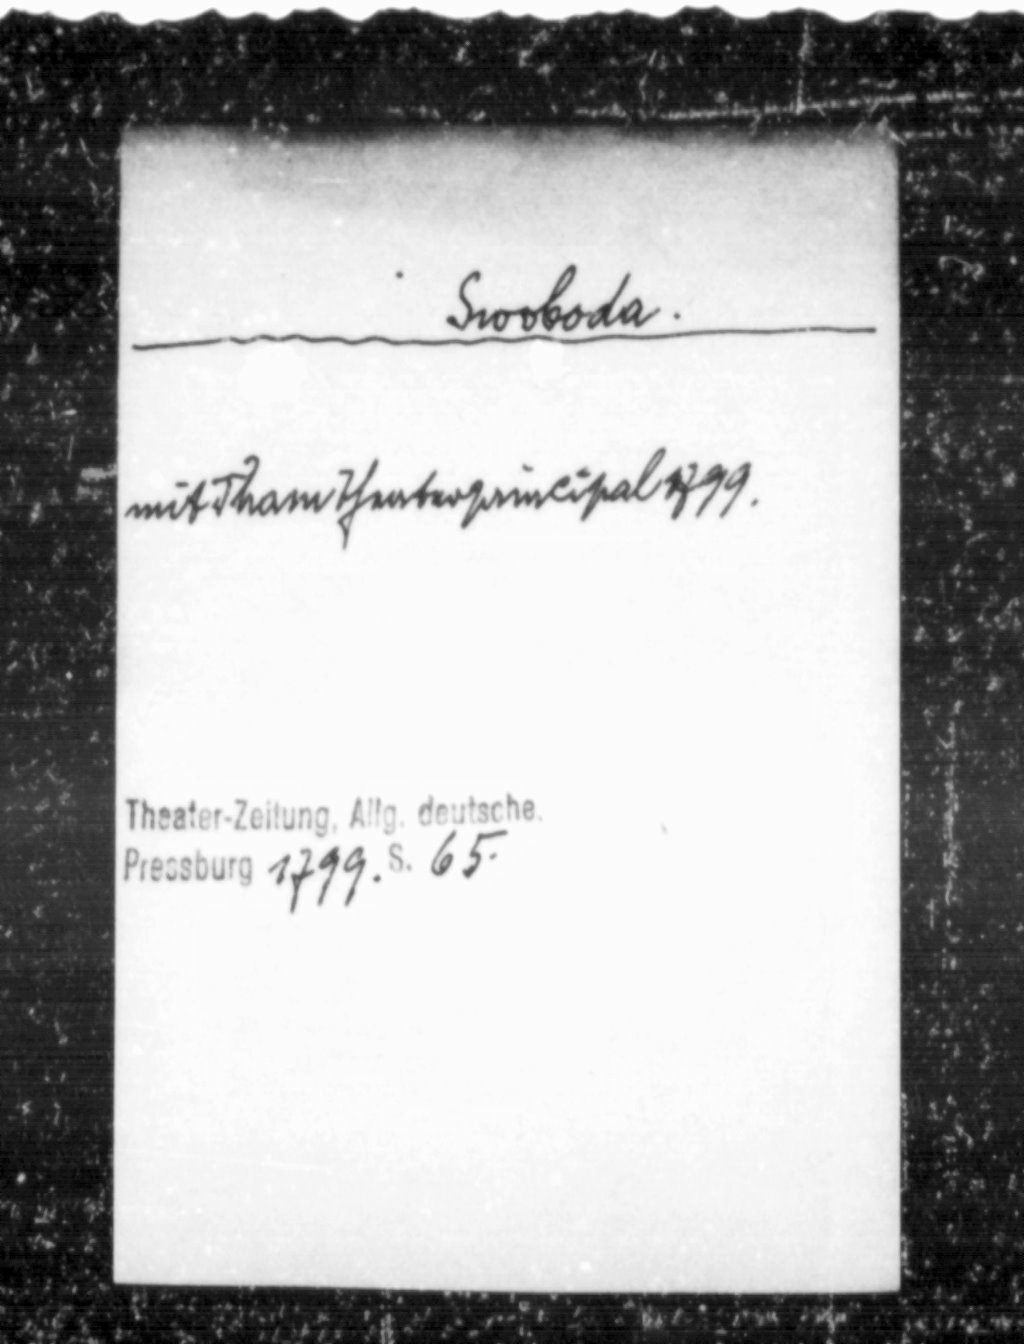 Swoboda.
mit Tham Theaterprincipal 1799.
Theater-Zeitung, Allg. deutsche.
Pressburg 1799. S. 65.